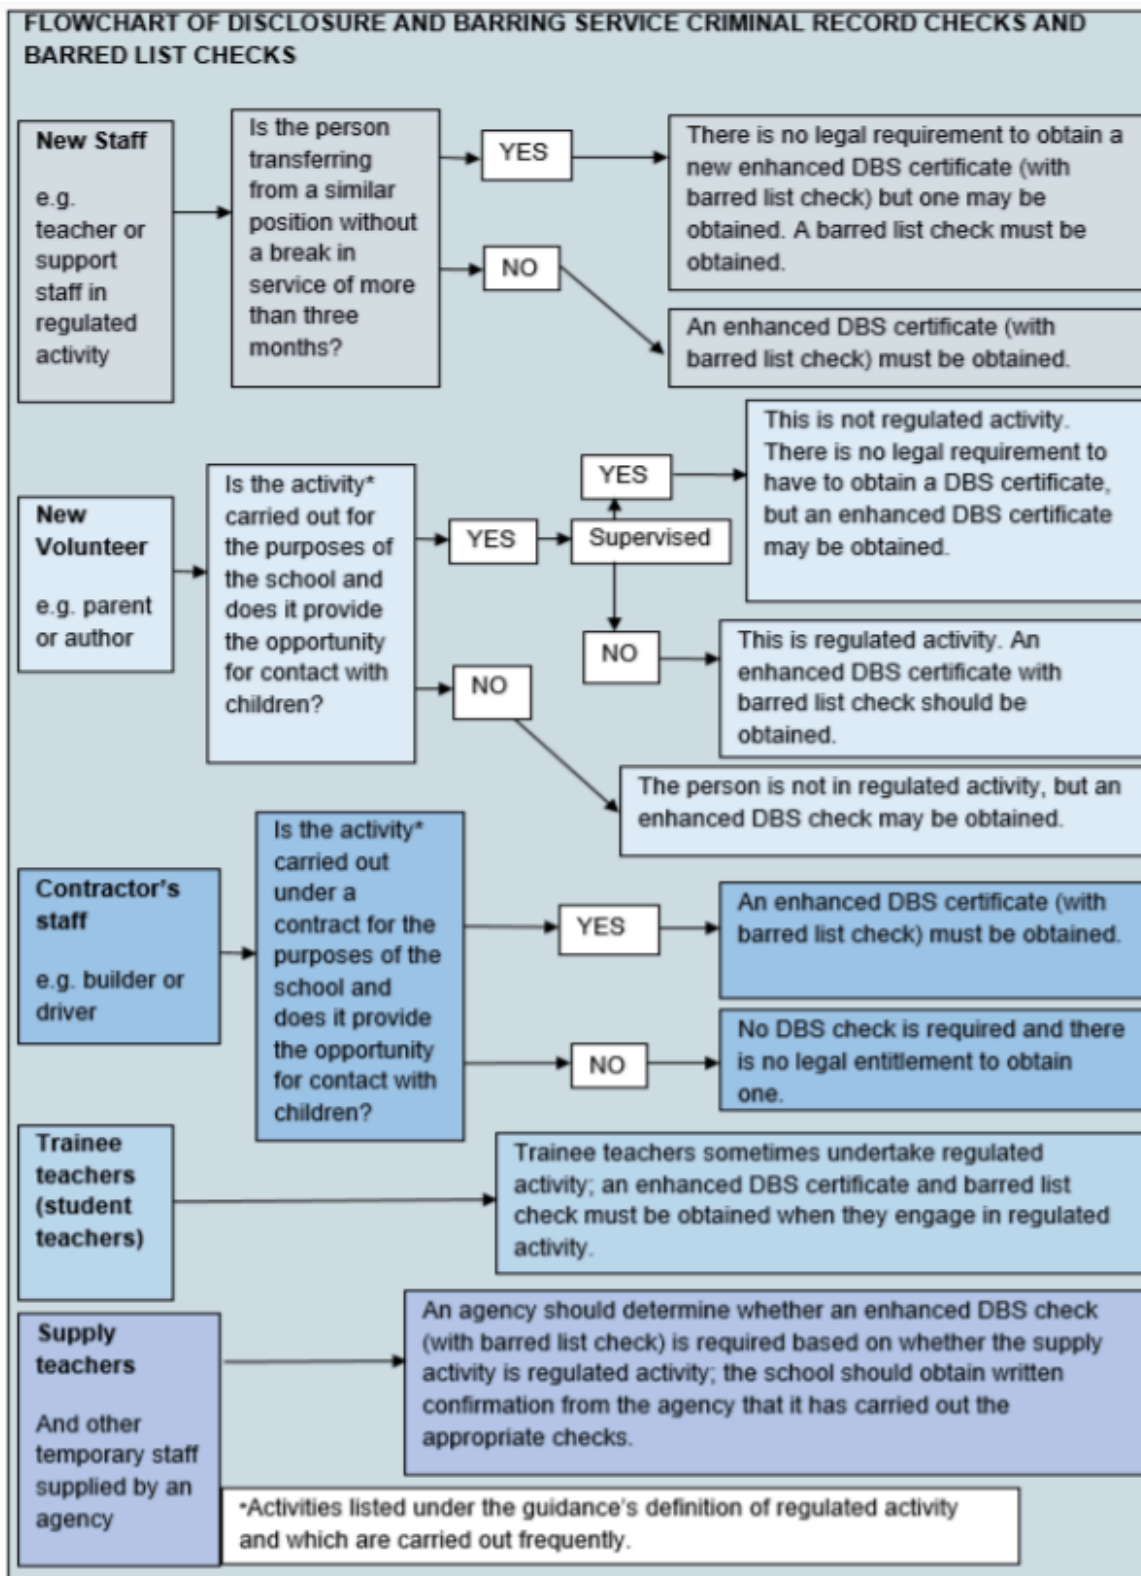 FLOWCHART OF DISCLOSURE AND BARRING SERVICE CRIMINAL RECORD CHECKS AND
BARRED LIST CHECKS
New Staff
e.g.
teacher or
support
staff in
regulated
activity
Is the person
transferring
from a similar
position without
a break in
service of more
than three
months?
YES
There is no legal requirement to obtain a
new enhanced DBS certificate (with
barred list check) but one may be
obtained. A barred list check must be
obtained.
NO
An enhanced DBS certificate (with
barred list check) must be obtained.
New
Volunteer
e.g. parent
or author
Is the activity*
carried out for
the purposes of
the school and
does it provide
the opportunity
for contact with
children?
YES
Supervised
YES
This is not regulated activity.
There is no legal requirement to
have to obtain a DBS certificate,
but an enhanced DBS certificate
may be obtained.
NO
This is regulated activity. An
enhanced DBS certificate with
barred list check should be
obtained.
NO
The person is not in regulated activity, but an
enhanced DBS check may be obtained.
Contractor's
staff
e.g. builder or
driver
Is the activity*
carried out
under a
contract for the
purposes of the
school and
does it provide
the opportunity
for contact with
children?
YES
An enhanced DBS certificate (with
barred list check) must be obtained.
NO
No DBS check is required and there
is no legal entitlement to obtain
one.
Trainee
teachers
(student
teachers)
Trainee teachers sometimes undertake regulated
activity; an enhanced DBS certificate and barred list
check must be obtained when they engage in regulated
activity.
Supply
teachers
And other
temporary staff
supplied by an
agency
An agency should determine whether an enhanced DBS check
(with barred list check) is required based on whether the supply
activity is regulated activity; the school should obtain written
confirmation from the agency that it has carried out the
appropriate checks.
*Activities listed under the guidance's definition of regulated activity
and which are carried out frequently.